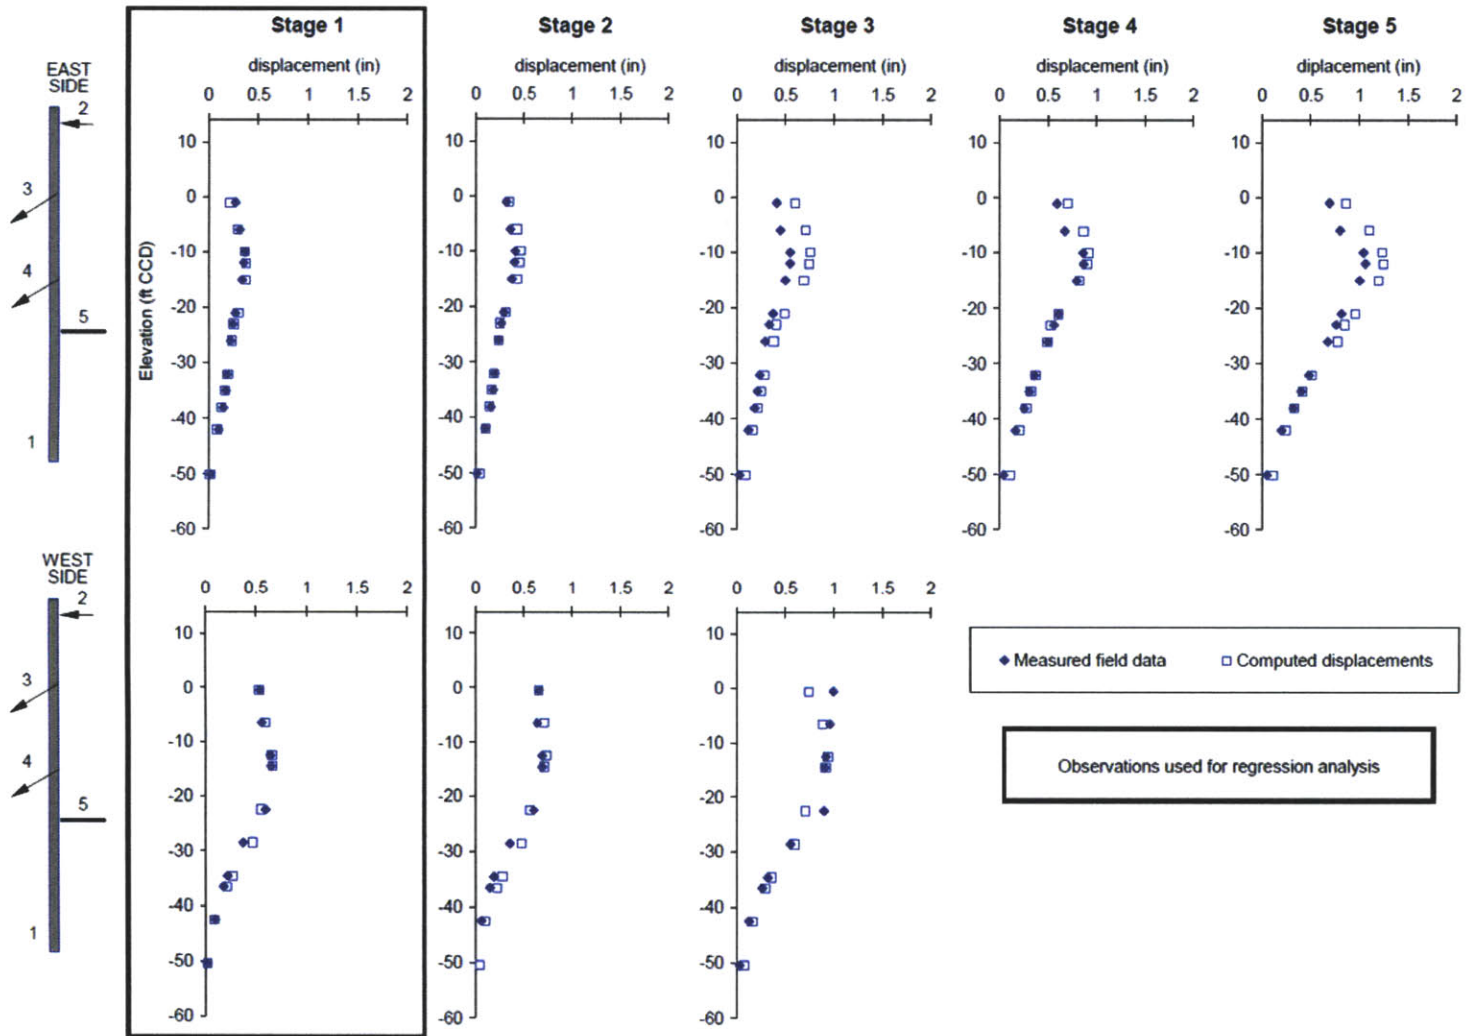 Stage 1 Stage 2 Stage 3 Stage 4 Stage 5
displacement (in) displacement (in) displacement (in) displacement (in) diplacement (in)
0 0.5 1 1.5 2 0 0.5 1 1.5 2 0 0.5 1 1.5 2 0 0.5 1 1.5 2 0 0.5 1 1.5 2
EAST
SIDE
2
3
4
5
1
Elevation (ft CCD)
10 10 10 10 10
0 0 0 0 0
-10 -10 -10 -10 -10
-20 -20 -20 -20 -20
-30 -30 -30 -30 -30
-40 -40 -40 -40 -40
-50 -50 -50 -50 -50
-60 -60 -60 -60 -60
WEST
SIDE
2
3
4
5
1
0 0.5 1 1.5 2 0 0.5 1 1.5 2 0 0.5 1 1.5 2
10 10 10
0 0 0
-10 -10 -10
-20 -20 -20
-30 -30 -30
-40 -40 -40
-50 -50 -50
-60 -60 -60
Measured field data Computed displacements
Observations used for regression analysis